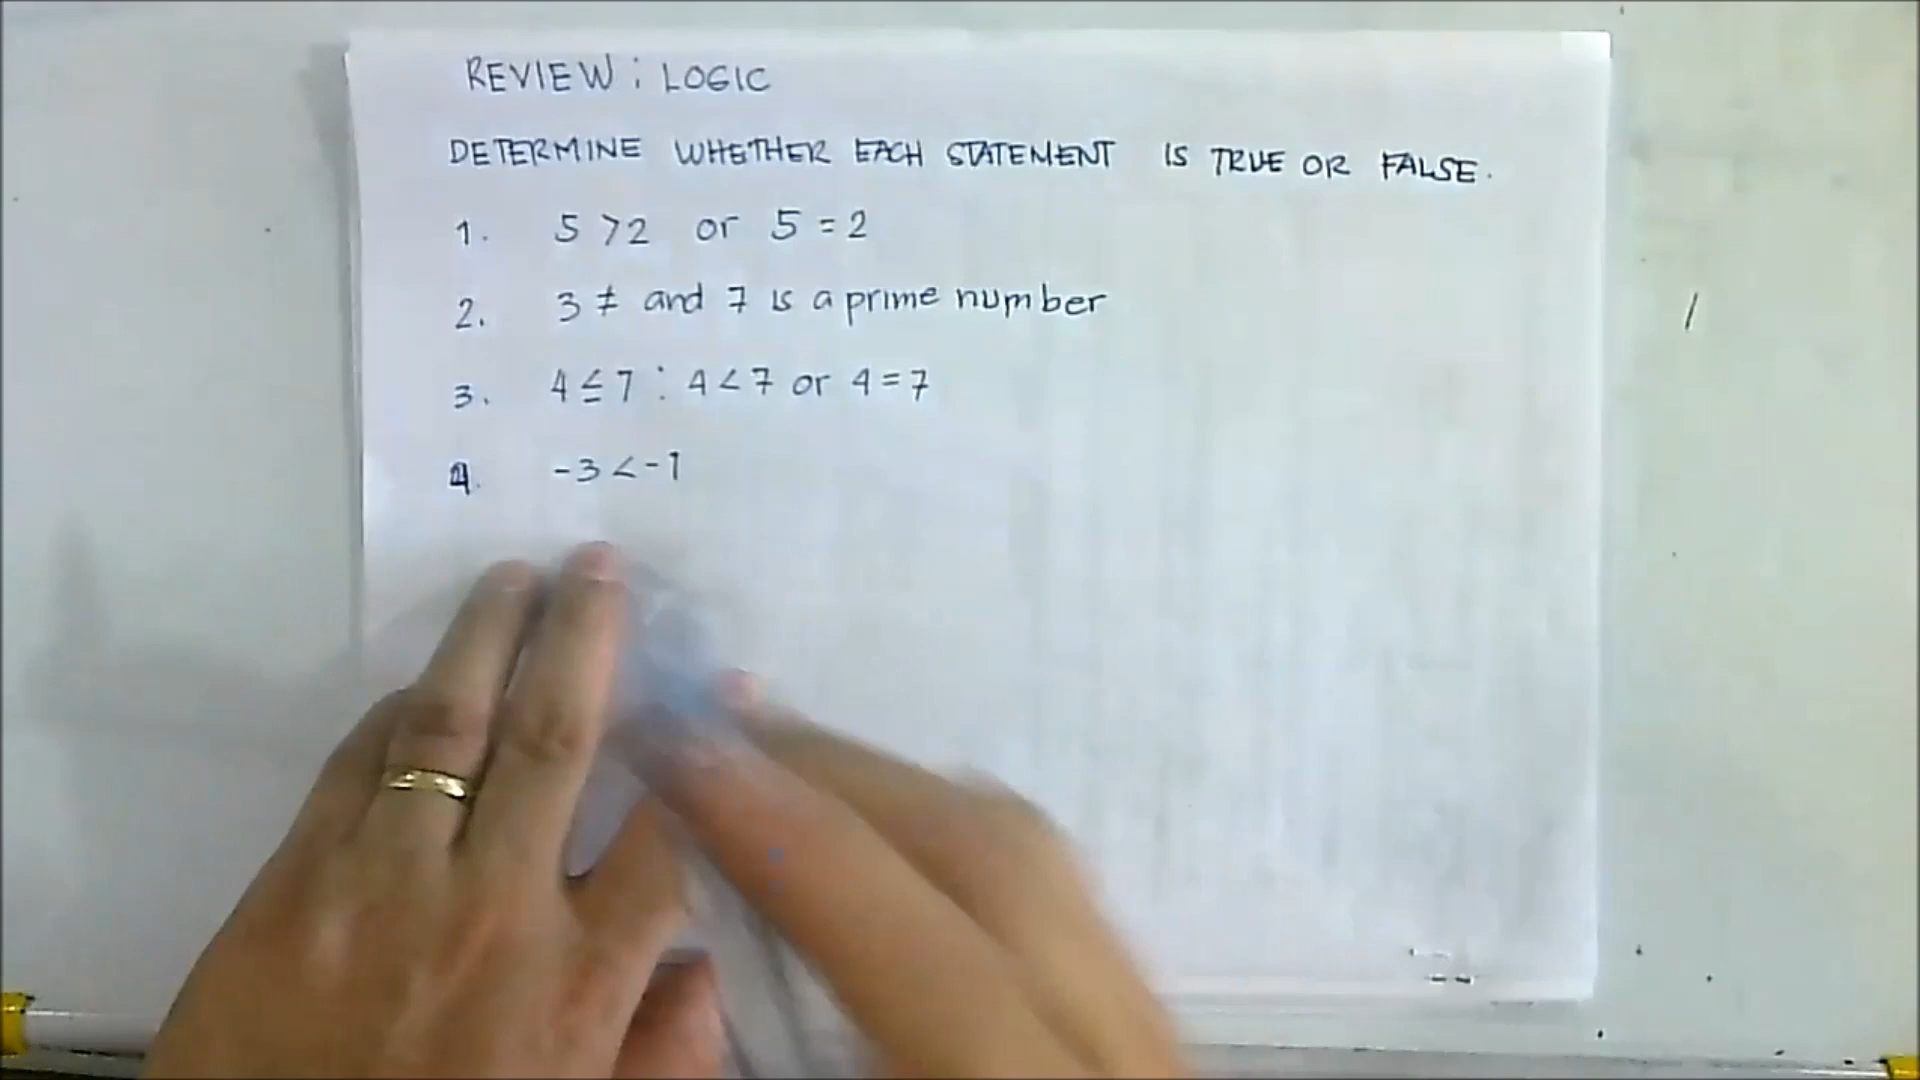 REVIEW : LOGIC
DETERMINE WHETHER EACH STATEMENT IS TRUE OR FALSE.
1. 5 > 2 or 5 = 2
2. 3 ≠ and 7 is a prime number
3. 4 ≤ 7 : 4 < 7 or 4 = 7
4. -3 < -1